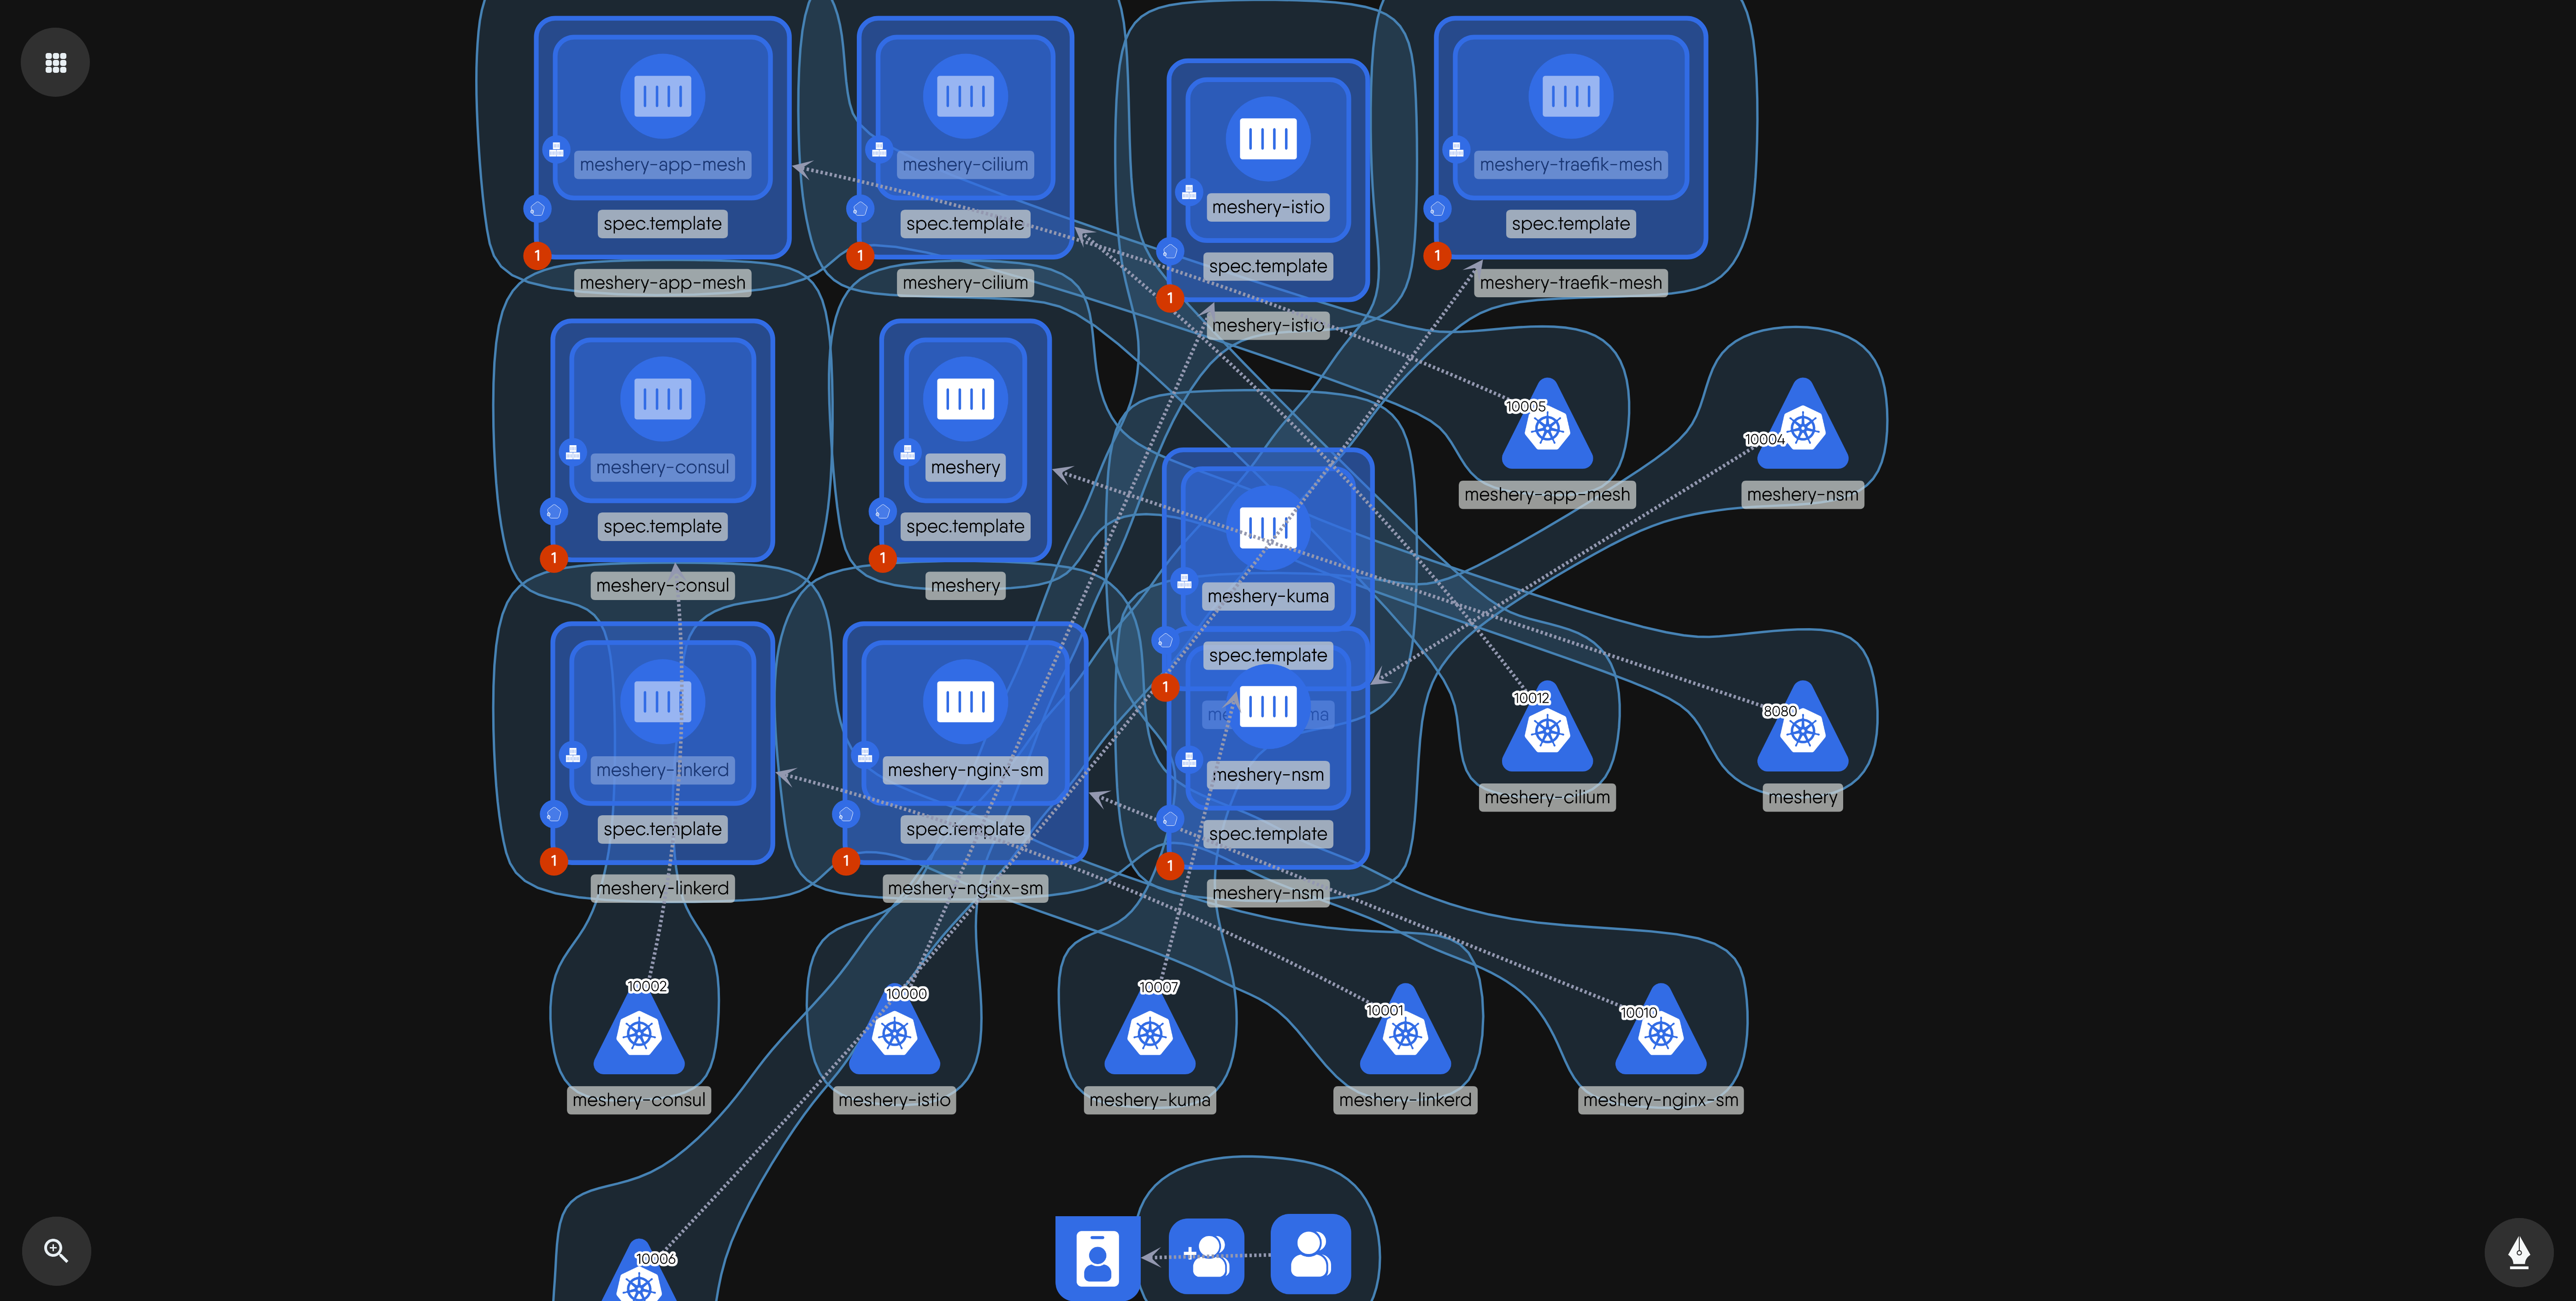 meshery-app-mesh
spec.template
1
meshery-app-mesh
meshery-cilium
spec.template
1
meshery-cilium
meshery-istio
spec.template
1
meshery-istio
meshery-traefik-mesh
spec.template
1
meshery-traefik-mesh
meshery-consul
spec.template
1
meshery-consul
meshery
spec.template
1
meshery
10005
meshery-app-mesh
10004
meshery-nsm
meshery-kuma
spec.template
1
meshery-linkerd
spec.template
1
meshery-linkerd
meshery-nginx-sm
spec.template
1
meshery-nginx-sm
meshery-nsm
spec.template
1
meshery-nsm
10012
meshery-cilium
8080
meshery
10002
meshery-consul
10000
meshery-istio
10007
meshery-kuma
10001
meshery-linkerd
10010
meshery-nginx-sm
10006